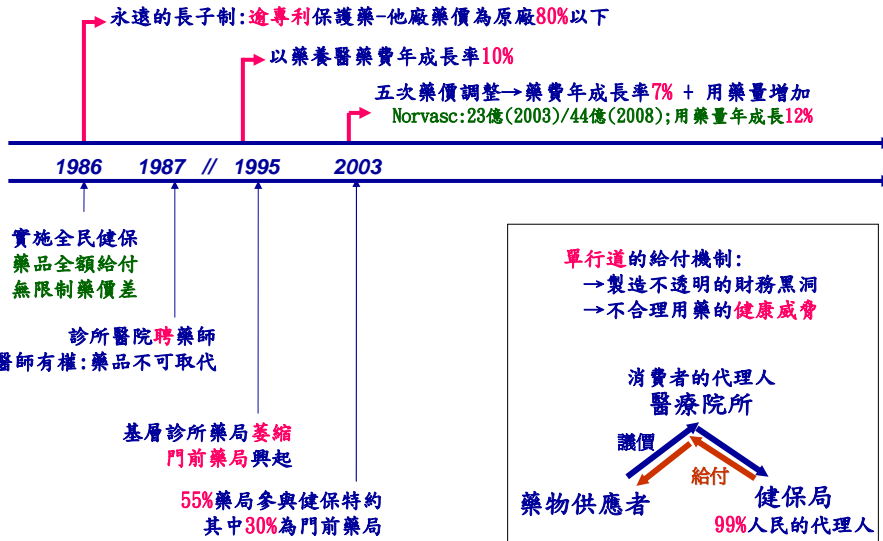 永遠的長子制:逾專利保護藥-他廠藥價為原廠80%以下
以藥養醫藥費年成長率10%
五次藥價調整→藥費年成長率7% + 用藥量增加
Norvasc:23億(2003)/44億(2008);用藥量年成長12%
1986 1987 // 1995 2003
實施全民健保
藥品全額給付
無限制藥價差
診所醫院聘藥師
醫師有權:藥品不可取代
基層診所藥局萎縮
門前藥局興起
55%藥局參與健保特約
其中30%為門前藥局
單行道的給付機制:
→製造不透明的財務黑洞
→不合理用藥的健康威脅
消費者的代理人
醫療院所
議價
給付
藥物供應者
健保局
99%人民的代理人